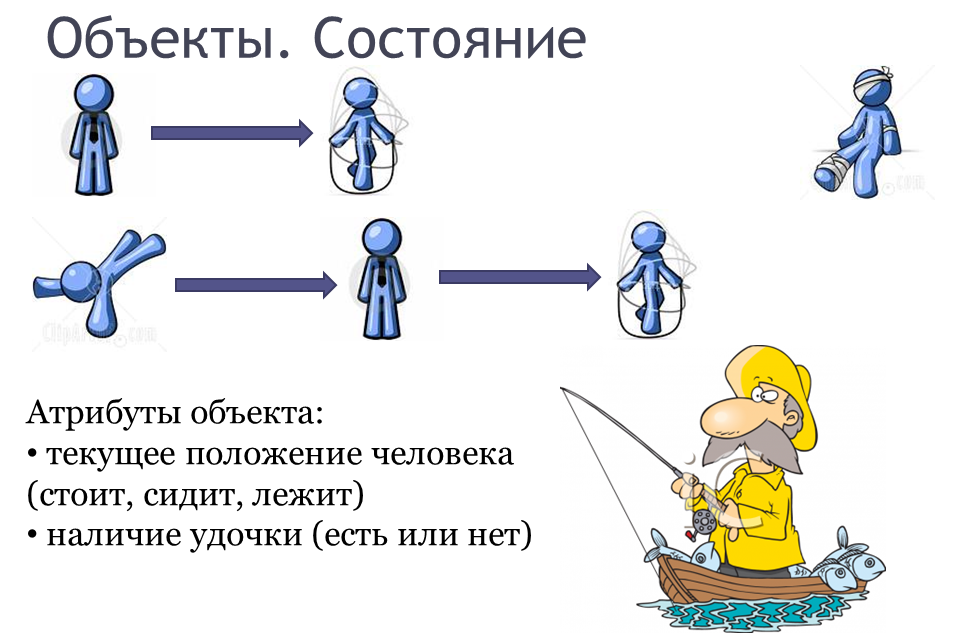 Объекты. Состояние
Атрибуты объекта:
• текущее положение человека
(стоит, сидит, лежит)
• наличие удочки (есть или нет)